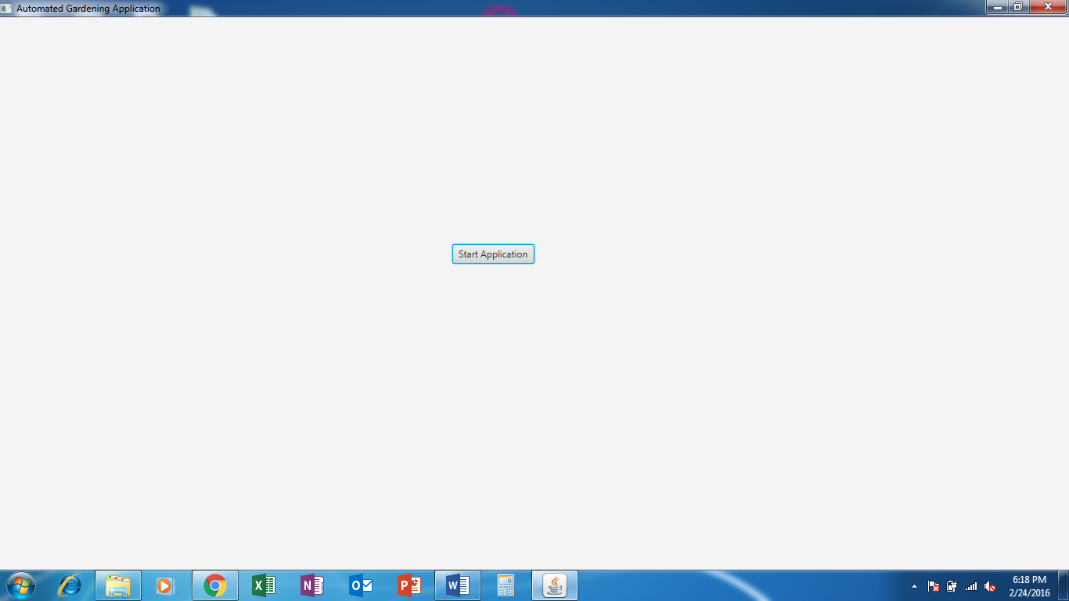 Automated Gardening Application
Start Application
6:18 PM
2/24/2016